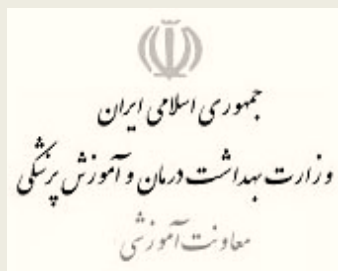 جمهوری اسلامی ایران
وزارت بهداشت درمان و آموزش پزشکی
معاونت آموزشی